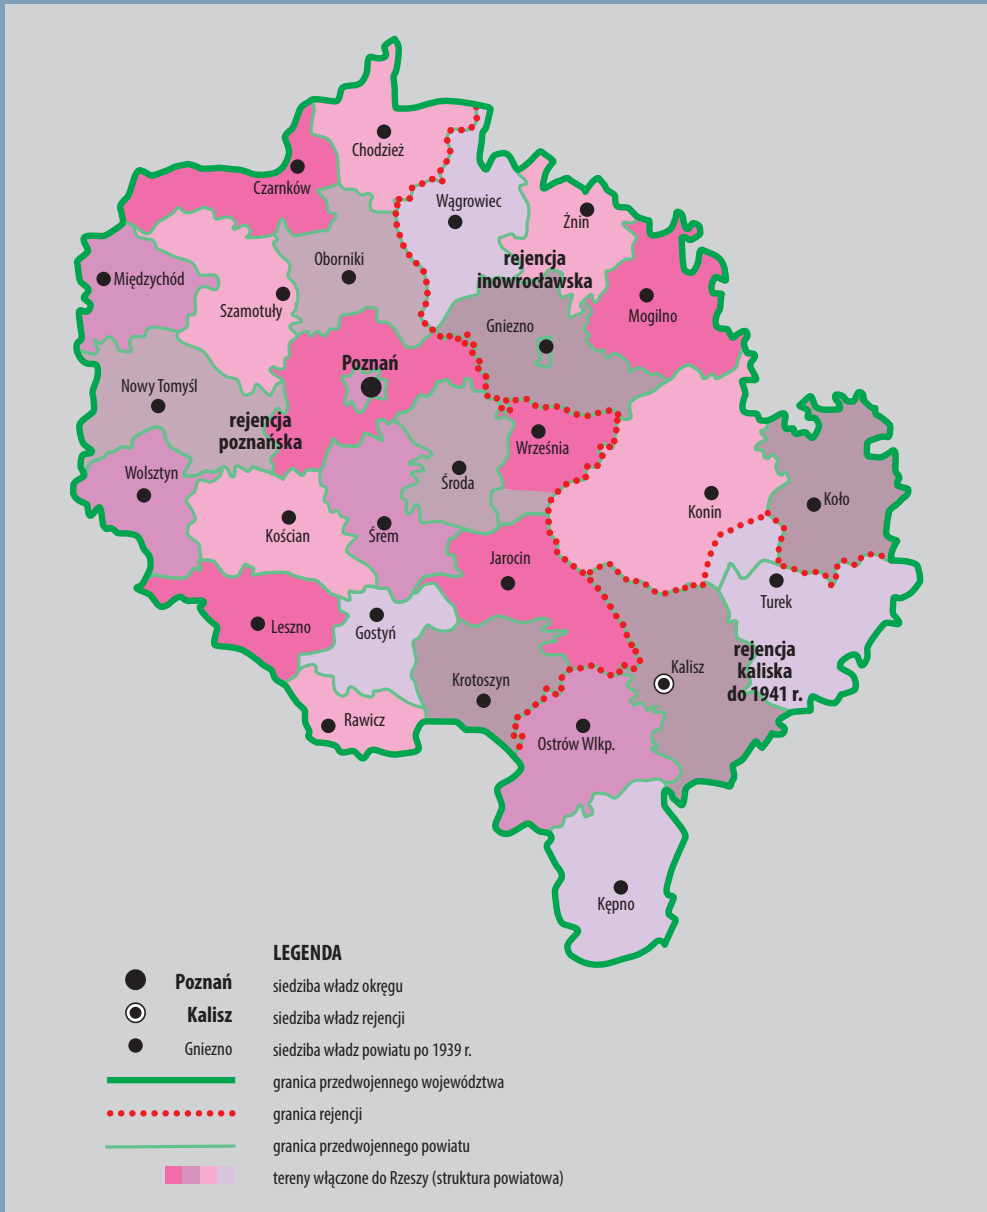 Chodzież
Czarnków
Wągrowiec
Żnin
Oborniki
rejencja
inowrocławska
Międzychód
Szamotuły
Mogilno
Gniezno
Poznań
Nowy Tomyśl
rejencja
poznańska
Września
Wolsztyn
Środa
Konin
Koło
Kościan
Śrem
Jarocin
Turek
Leszno
Gostyń
rejencja
kaliska
do 1941 r.
Kalisz
Krotoszyn
Rawicz
Ostrów Wlkp.
Kępno
LEGENDA
Poznań siedziba władz okręgu
Kalisz siedziba władz rejencji
Gniezno siedziba władz powiatu po 1939 r.
granica przedwojennego województwa
granica rejencji
granica przedwojennego powiatu
tereny włączone do Rzeszy (struktura powiatowa)